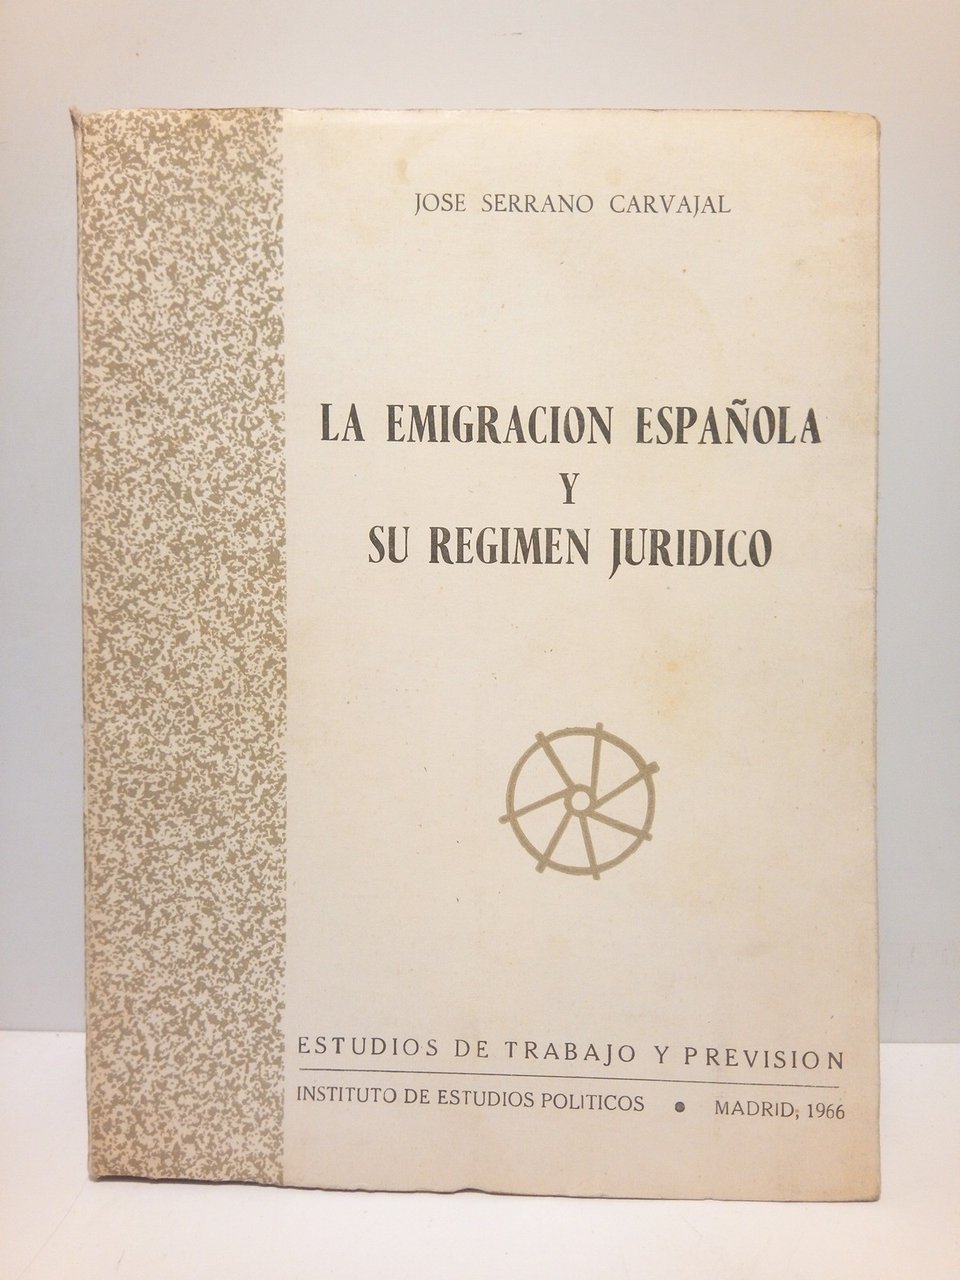 JOSE SERRANO CARVAJAL
LA EMIGRACION ESPAÑOLA
Y
SU REGIMEN JURIDICO
ESTUDIOS DE TRABAJO Y PREVISION
INSTITUTO DE ESTUDIOS POLITICOS ● MADRID, 1966